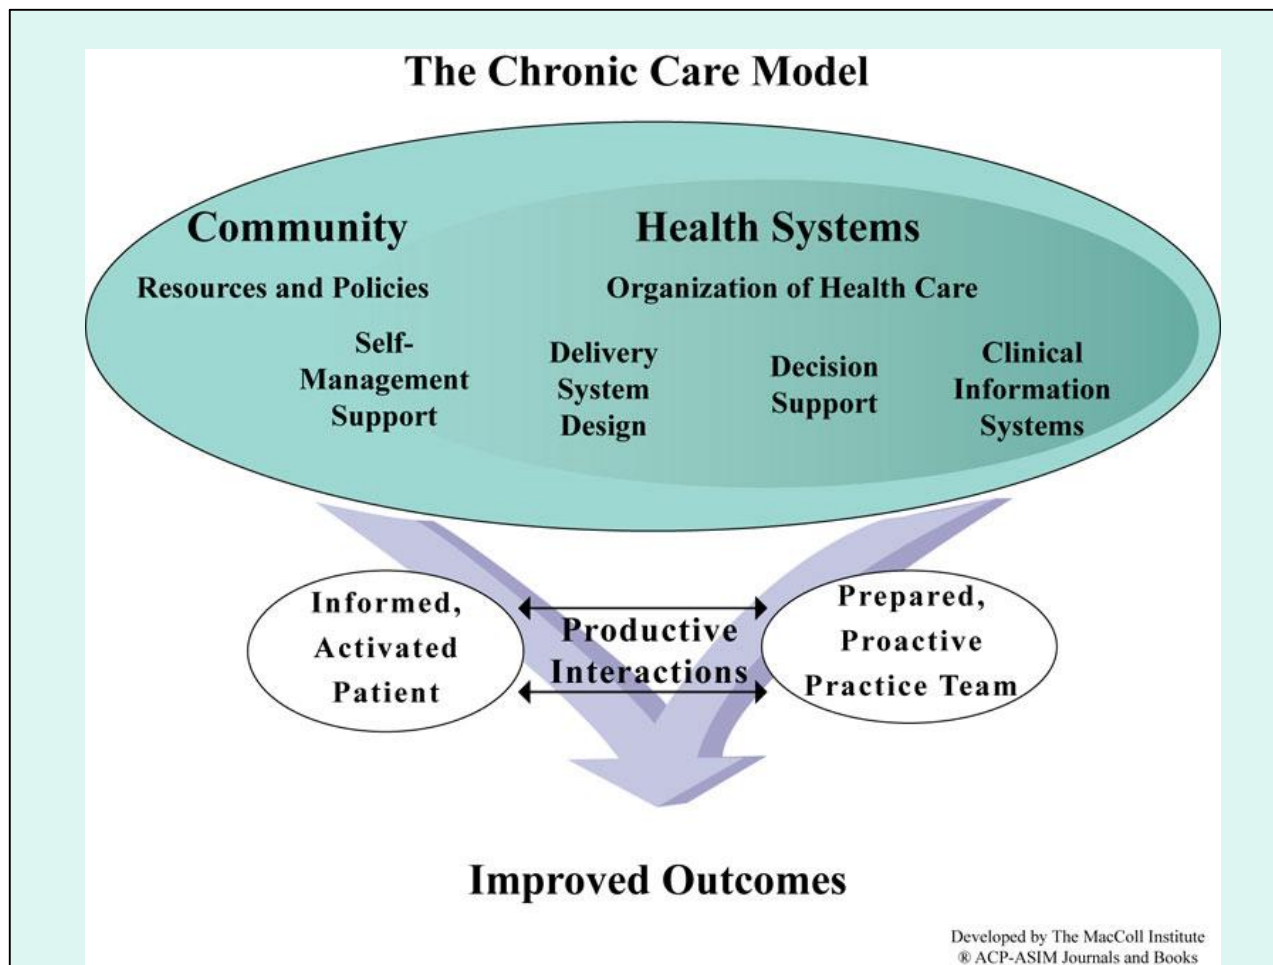 The Chronic Care Model
Community
Health Systems
Resources and Policies
Organization of Health Care
Self-
Management
Support
Delivery
System
Design
Decision
Support
Clinical
Information
Systems
Informed,
Activated
Patient
Productive
Interactions
Prepared,
Proactive
Practice Team
Improved Outcomes
Developed by The MacColl Institute
® ACP-ASIM Journals and Books